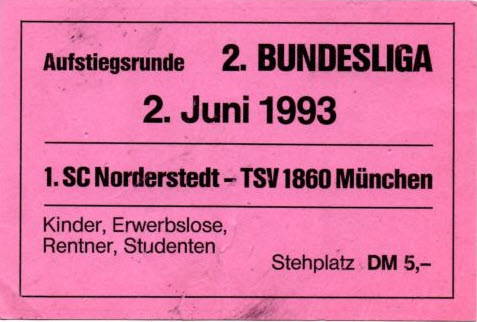 Aufstiegsrunde 2. BUNDESLIGA
2. Juni 1993
1. SC Norderstedt – TSV 1860 München
Kinder, Erwerbslose,
Rentner, Studenten
Stehplatz DM 5,–